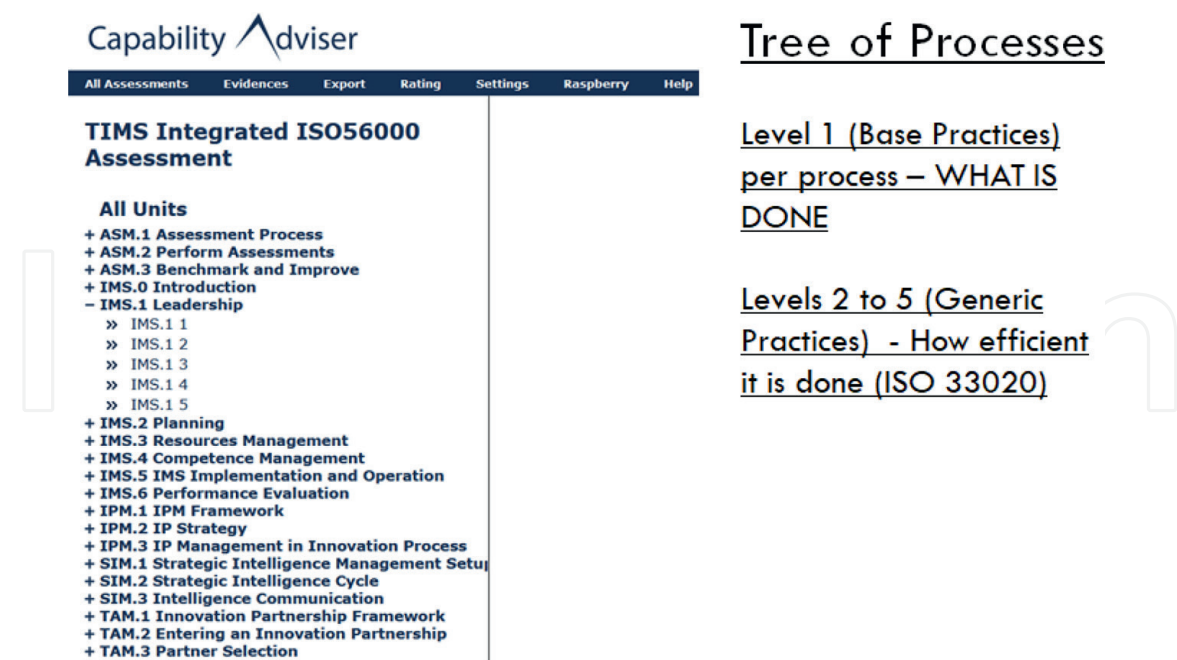 Capability Adviser
All Assessments Evidences Export Rating Settings Raspberry Help
TIMS Integrated ISO56000
Assessment
All Units
+ ASM.1 Assessment Process
+ ASM.2 Perform Assessments
+ ASM.3 Benchmark and Improve
+ IMS.0 Introduction
− IMS.1 Leadership
» IMS.1 1
» IMS.1 2
» IMS.1 3
» IMS.1 4
» IMS.1 5
+ IMS.2 Planning
+ IMS.3 Resources Management
+ IMS.4 Competence Management
+ IMS.5 IMS Implementation and Operation
+ IMS.6 Performance Evaluation
+ IPM.1 IPM Framework
+ IPM.2 IP Strategy
+ IPM.3 IP Management in Innovation Process
+ SIM.1 Strategic Intelligence Management Setup
+ SIM.2 Strategic Intelligence Cycle
+ SIM.3 Intelligence Communication
+ TAM.1 Innovation Partnership Framework
+ TAM.2 Entering an Innovation Partnership
+ TAM.3 Partner Selection
Tree of Processes
Level 1 (Base Practices)
per process – WHAT IS
DONE
Levels 2 to 5 (Generic
Practices) - How efficient
it is done (ISO 33020)